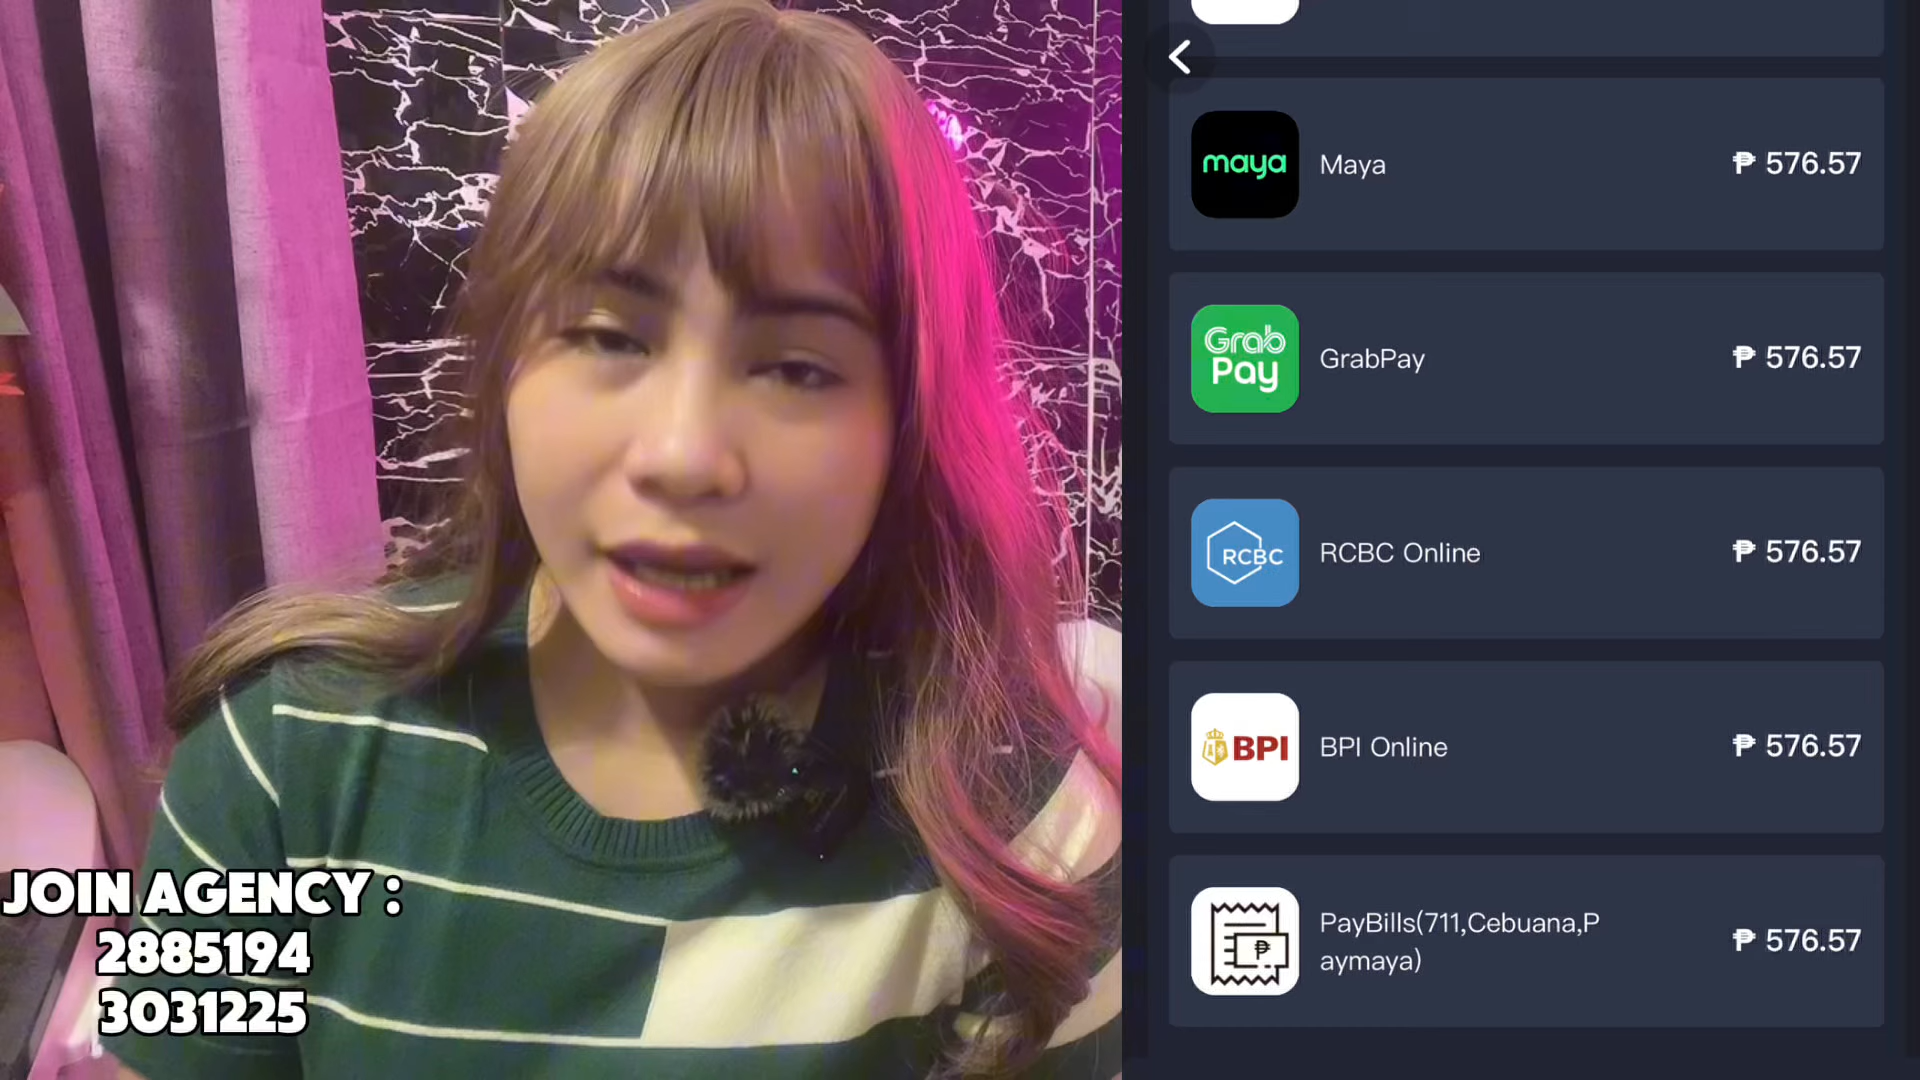 JOIN AGENCY :
2885194
3031225
maya
Maya
₱ 576.57
Grab
Pay
GrabPay
₱ 576.57
RCBC
RCBC Online
₱ 576.57
BPI
BPI Online
₱ 576.57
₱
PayBills(711,Cebuana,P
aymaya)
₱ 576.57